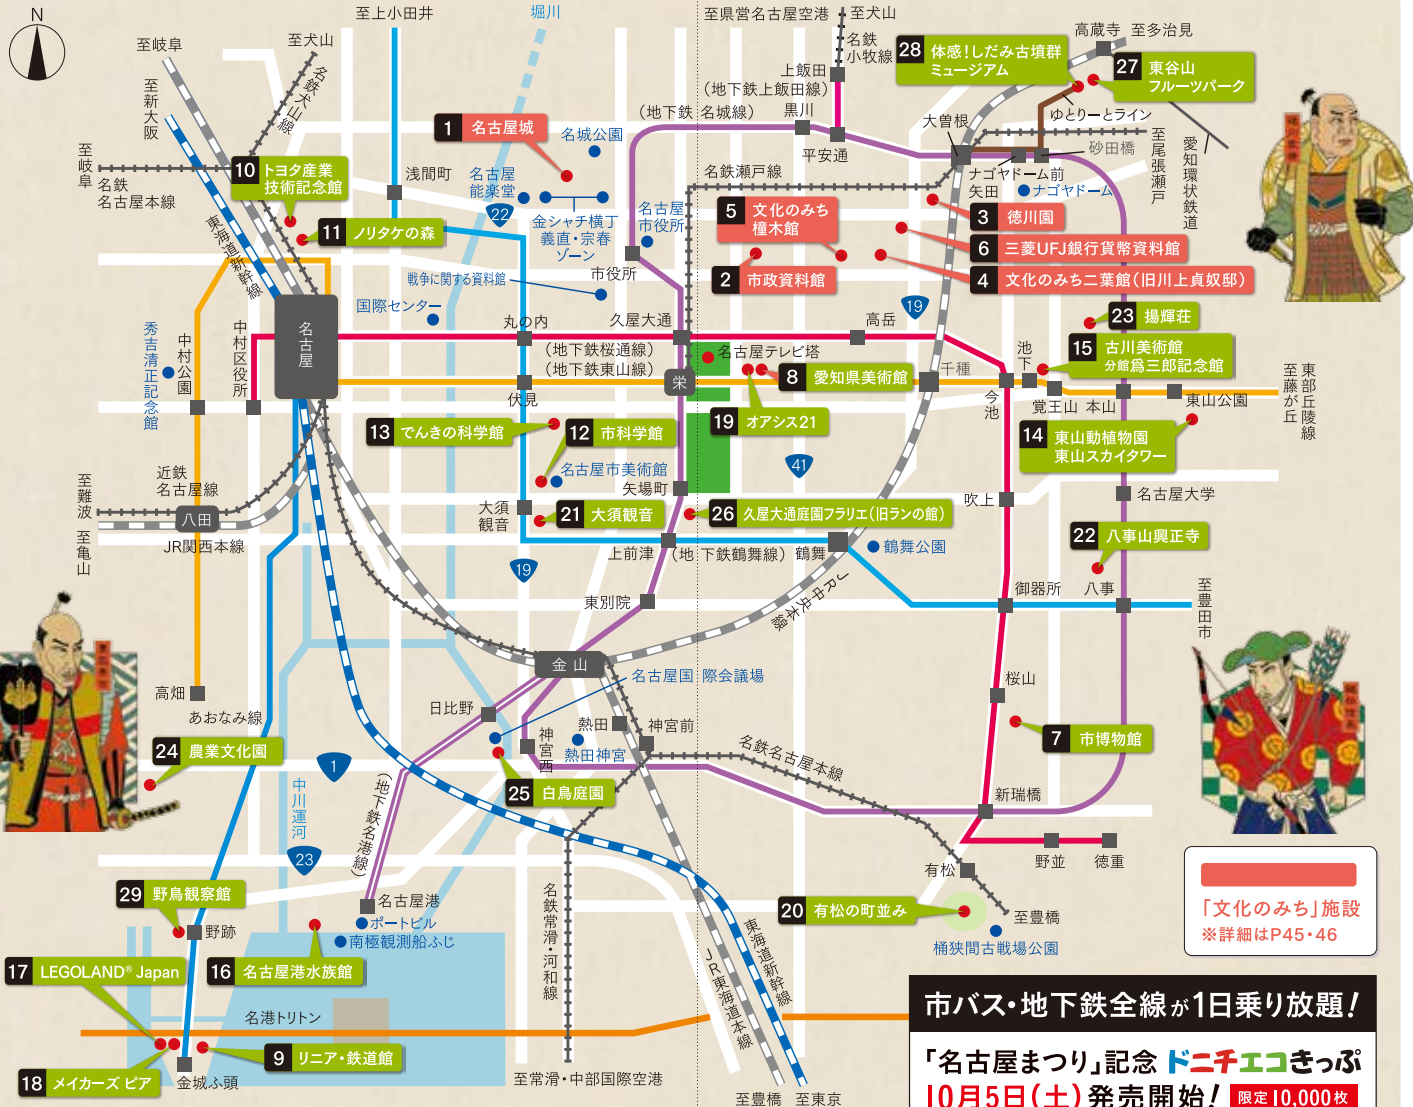 N
至上小田井
堀川
至県営名古屋空港
至犬山
名鉄
小牧線
高蔵寺
至多治見
至岐阜
至犬山
名鉄犬山線
至新大阪
上飯田
(地下鉄上飯田線)
28 体感!しだみ古墳群
ミュージアム
27 東谷山
フルーツパーク
(地下鉄 名城線)
黒川
平安通
大曽根
ゆとりーとライン
至尾張瀬戸
愛知環状鉄道
砂田橋
1 名古屋城
名城公園
至岐阜
名鉄
名古屋本線
10 トヨタ産業
技術記念館
浅間町
名古屋
能楽堂
22
金シャチ横丁
義直・宗春
ゾーン
名古屋
市役所
名鉄瀬戸線
ナゴヤドーム前
矢田
ナゴヤドーム
5 文化のみち
橦木館
3 徳川園
6 三菱UFJ銀行貨幣資料館
11 ノリタケの森
東海道新幹線
市役所
2 市政資料館
4 文化のみち二葉館(旧川上貞奴邸)
戦争に関する資料館
国際センター
19
23 揚輝荘
名古屋
丸の内
久屋大通
高岳
池下
15 古川美術館
分館爲三郎記念館
秀吉清正記念館
中村公園
中村区役所
(地下鉄桜通線)
(地下鉄東山線)
名古屋テレビ塔
栄
8 愛知県美術館
千種
至藤が丘
東部丘陵線
伏見
今池
覚王山
本山
東山公園
13 でんきの科学館
12 市科学館
19 オアシス21
14 東山動植物園
東山スカイタワー
名古屋市美術館
41
近鉄
名古屋線
至難波
矢場町
吹上
名古屋大学
八田
大須
観音
21 大須観音
26 久屋大通庭園フラリエ(旧ランの館)
22 八事山興正寺
JR関西本線
至亀山
上前津
(地下鉄鶴舞線)
鶴舞
鶴舞公園
19
JR中央本線
御器所
八事
至豊田市
東別院
金山
高畑
あおなみ線
名古屋国際会議場
桜山
日比野
熱田
神宮前
神宮西
熱田神宮
名鉄名古屋本線
7 市博物館
24 農業文化園
1
25 白鳥庭園
中川運河
(地下鉄名港線)
新瑞橋
23
野並
徳重
有松
29 野鳥観察館
野跡
名古屋港
ポートビル
南極観測船ふじ
名鉄常滑・河和線
20 有松の町並み
至豊橋
桶狭間古戦場公園
「文化のみち」施設
※詳細はP45・46
17 LEGOLAND® Japan
16 名古屋港水族館
東海道新幹線
JR東海道本線
名港トリトン
9 リニア・鉄道館
18 メイカーズ ピア
金城ふ頭
至常滑・中部国際空港
至豊橋
至東京
市バス・地下鉄全線が1日乗り放題!
「名古屋まつり」記念 ドニチエコきっぷ
10月5日(土)発売開始! 限定10,000枚